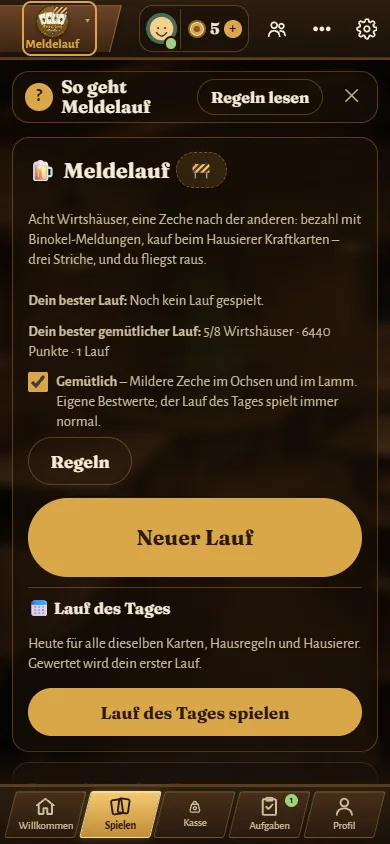 Meldelauf
5 +
?
So geht
Meldelauf
Regeln lesen
Meldelauf
Acht Wirtshäuser, eine Zeche nach der anderen: bezahl mit
Binokel-Meldungen, kauf beim Hausierer Kraftkarten –
drei Striche, und du fliegst raus.
Dein bester Lauf: Noch kein Lauf gespielt.
Dein bester gemütlicher Lauf: 5/8 Wirtshäuser · 6440
Punkte · 1 Lauf
Gemütlich – Mildere Zeche im Ochsen und im Lamm.
Eigene Bestwerte; der Lauf des Tages spielt immer
normal.
Regeln
Neuer Lauf
Lauf des Tages
Heute für alle dieselben Karten, Hausregeln und Hausierer.
Gewertet wird dein erster Lauf.
Lauf des Tages spielen
1
Willkommen
Spielen
Kasse
Aufgaben
Profil